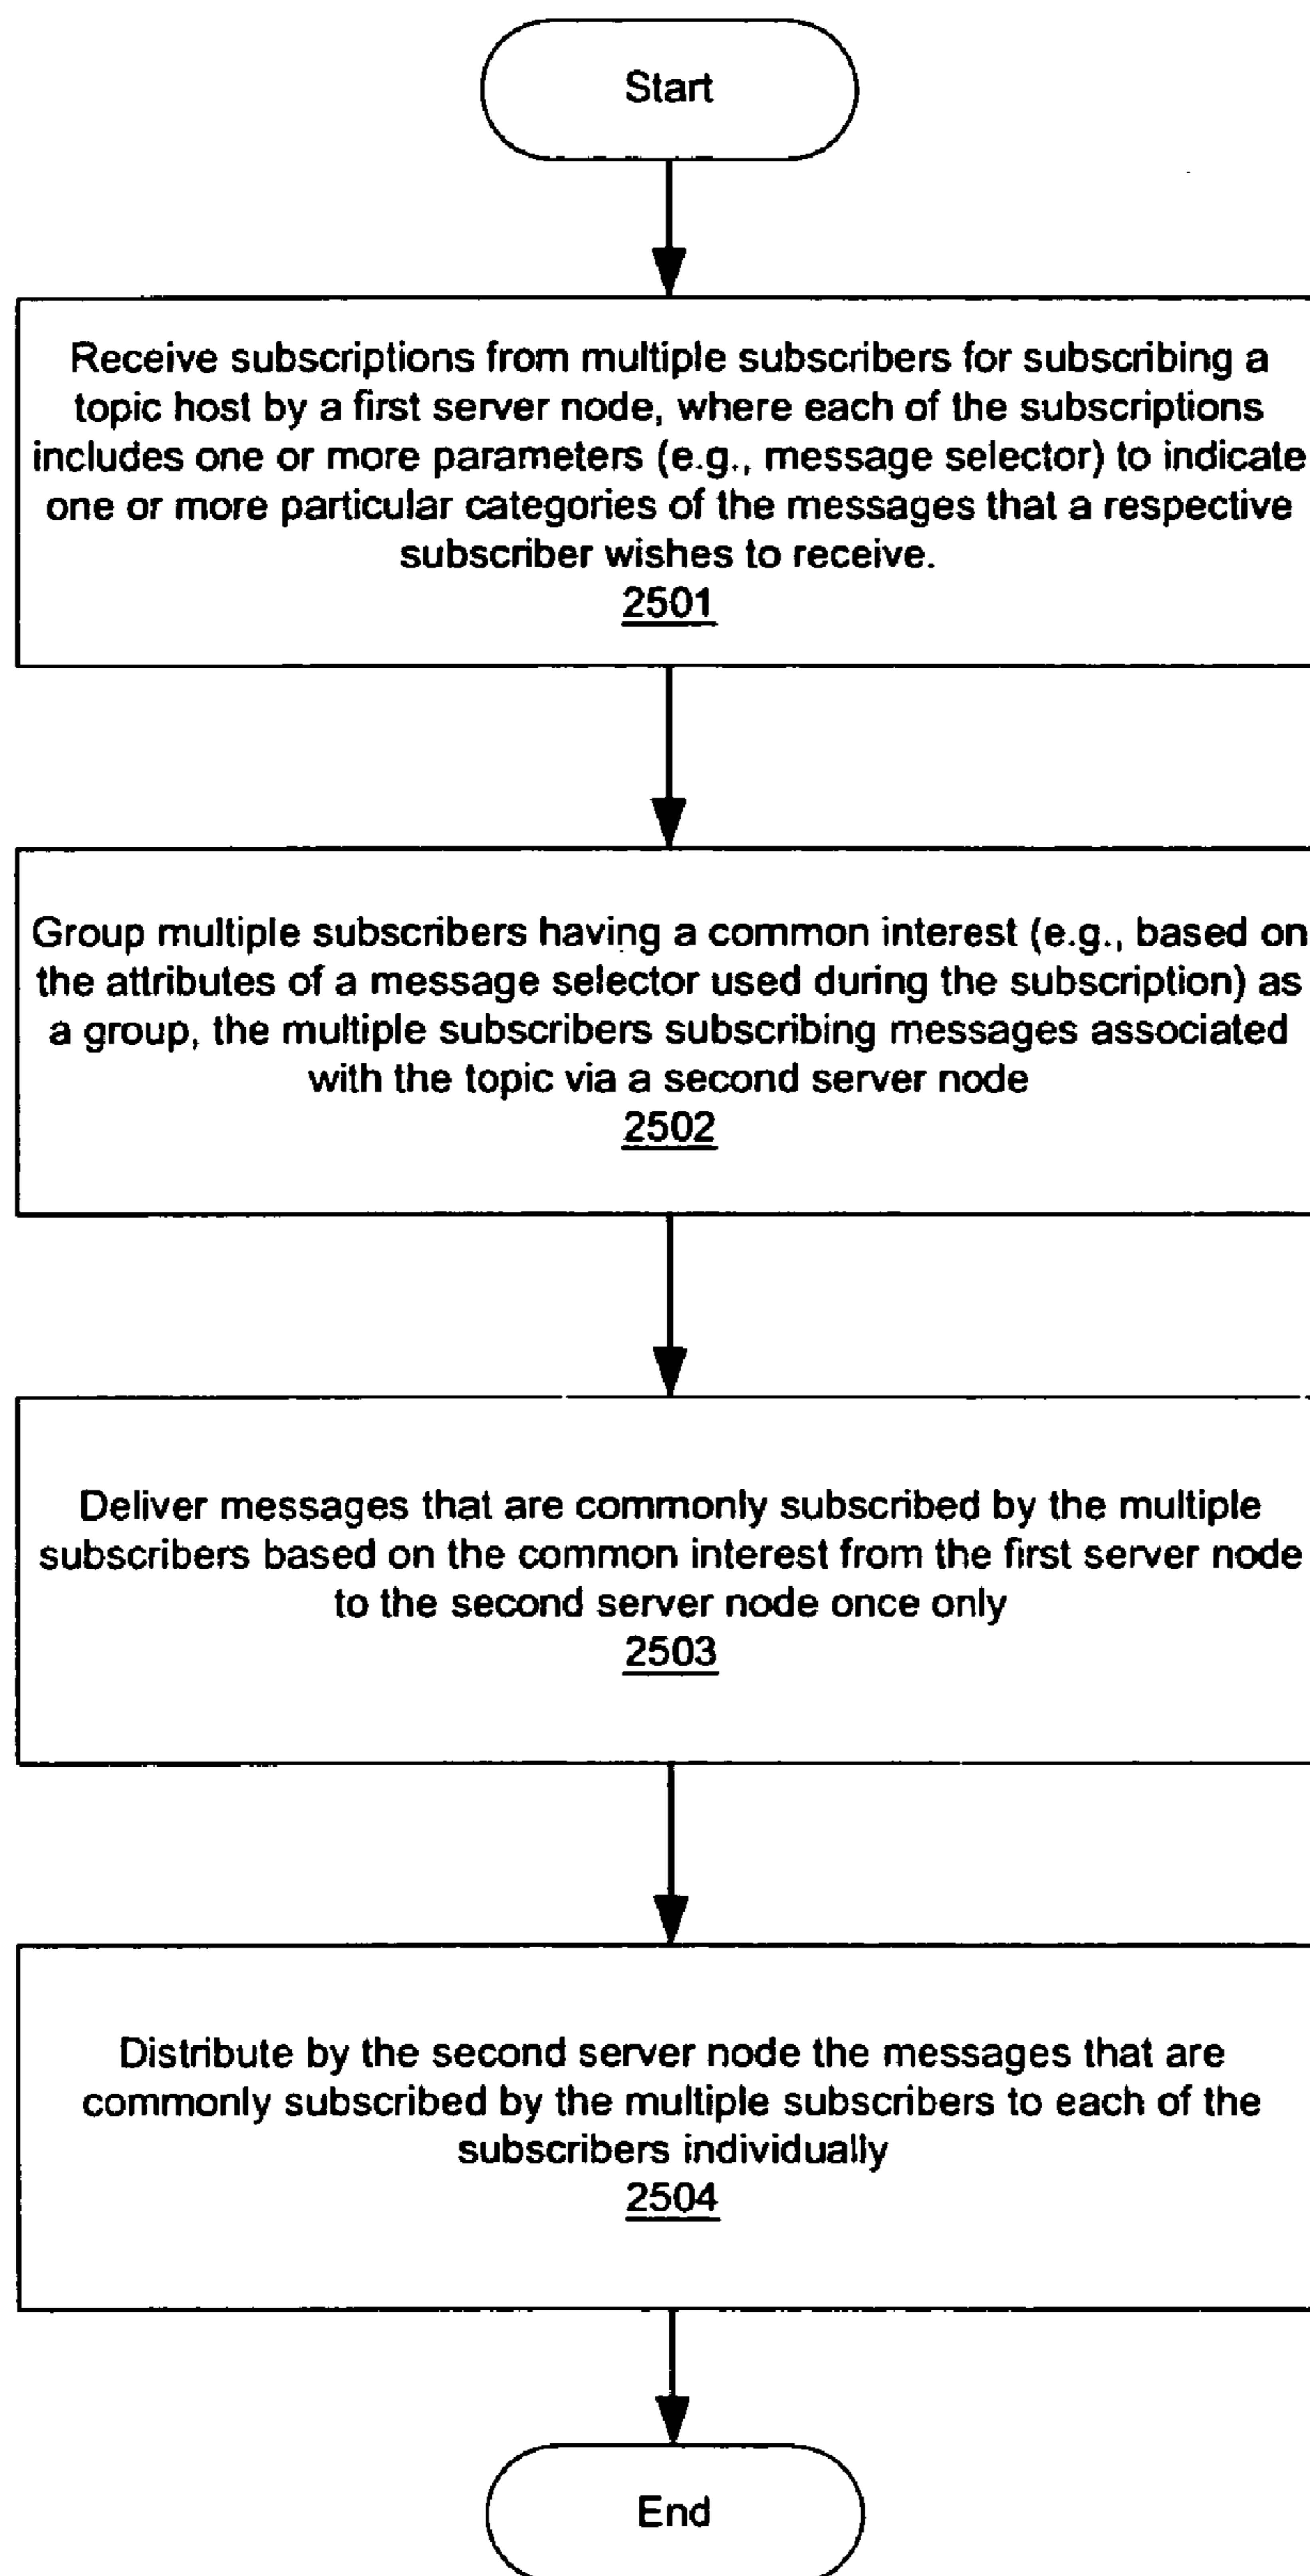 Start
Receive subscriptions from multiple subscribers for subscribing a
topic host by a first server node, where each of the subscriptions
includes one or more parameters (e.g., message selector) to indicate
one or more particular categories of the messages that a respective
subscriber wishes to receive.
2501
Group multiple subscribers having a common interest (e.g., based on
the attributes of a message selector used during the subscription) as
a group, the multiple subscribers subscribing messages associated
with the topic via a second server node
2502
Deliver messages that are commonly subscribed by the multiple
subscribers based on the common interest from the first server node
to the second server node once only
2503
Distribute by the second server node the messages that are
commonly subscribed by the multiple subscribers to each of the
subscribers individually
2504
End